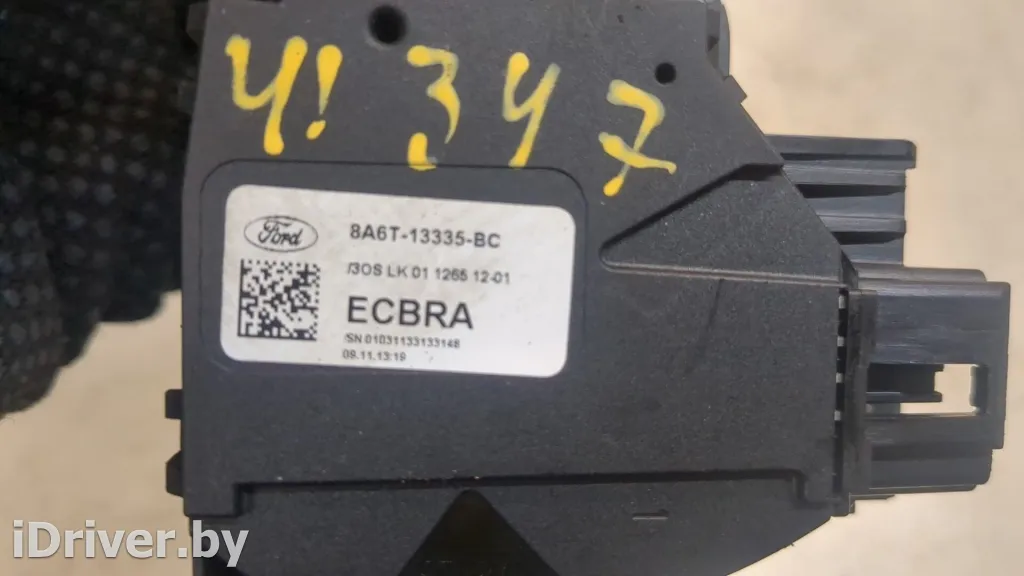 Ч! 347
Ford
8A6T-13335-BC
/3OS LK 01 1265 12-01
ECBRA
SN 01031133133148
09.11.13:19
iDriver.by